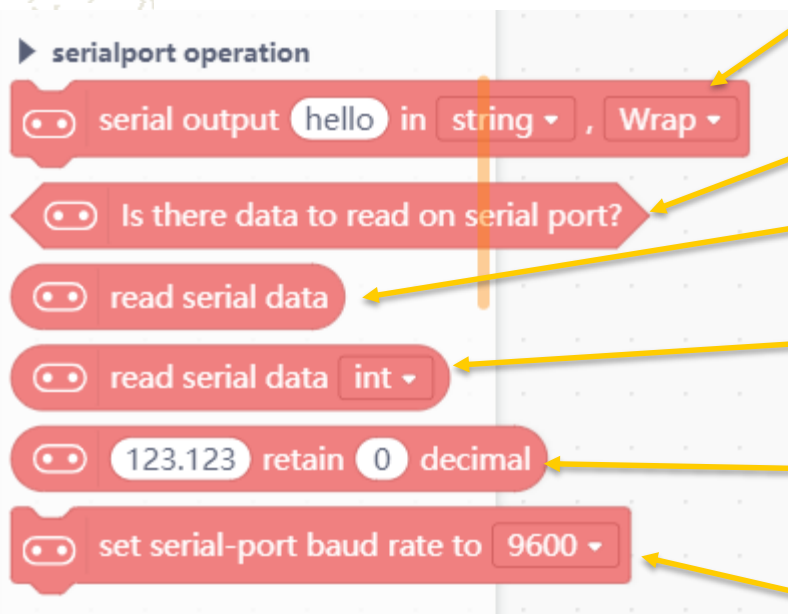 serialport operation
serial output hello in string , Wrap
Is there data to read on serial port?
read serial data
read serial data int
123.123 retain 0 decimal
set serial-port baud rate to 9600